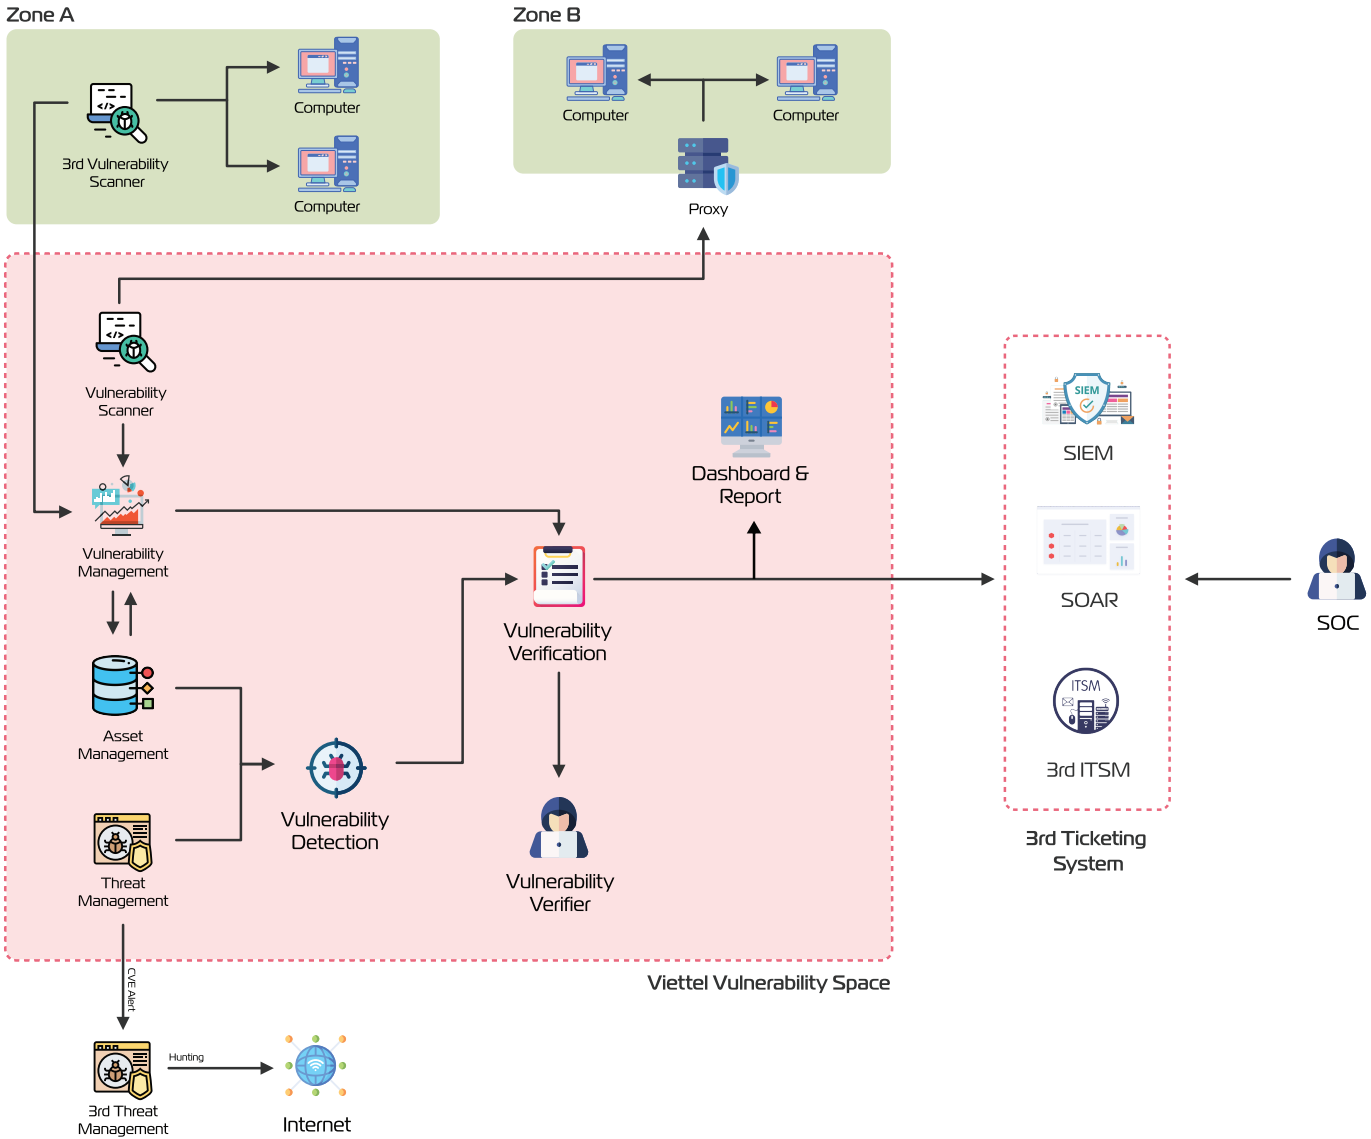 Zone A
Zone B
Computer
3rd Vulnerability
Scanner
Computer
Computer
Computer
Proxy
Vulnerability
Scanner
Dashboard &
Report
Vulnerability
Management
Vulnerability
Verification
Asset
Management
Vulnerability
Detection
Threat
Management
Vulnerability
Verifier
Viettel Vulnerability Space
CVE Alert
Hunting
3rd Threat
Management
Internet
SIEM
SIEM
SOAR
ITSM
3rd ITSM
3rd Ticketing
System
SOC